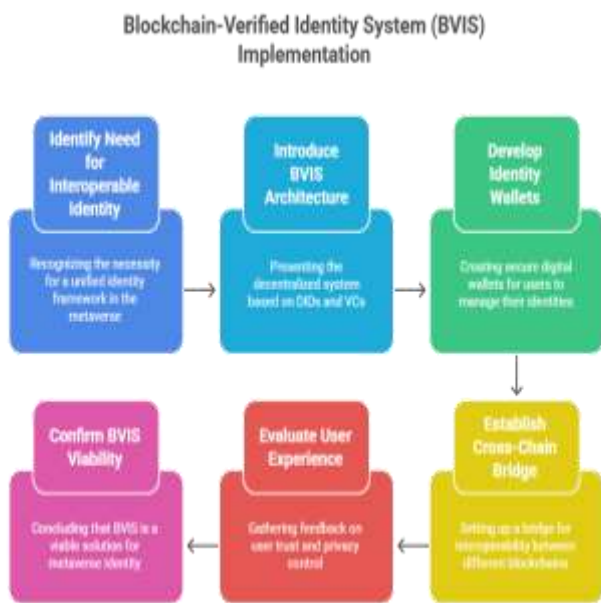 Blockchain-Verified Identity System (BVIS)
Implementation
Identify Need
for
Interoperable
Identity
Recognizing the necessity
for a unified identity
framework in the
metaverse
Introduce
BVIS
Architecture
Presenting the
decentralized system
based on DIDs and VCs
Develop
Identity
Wallets
Creating secure digital
wallets for users to
manage their identities
Establish
Cross-Chain
Bridge
Setting up a bridge for
interoperability between
different blockchains
Evaluate User
Experience
Gathering feedback on
user trust and privacy
control
Confirm BVIS
Viability
Concluding that BVIS is a
viable solution for
metaverse identity